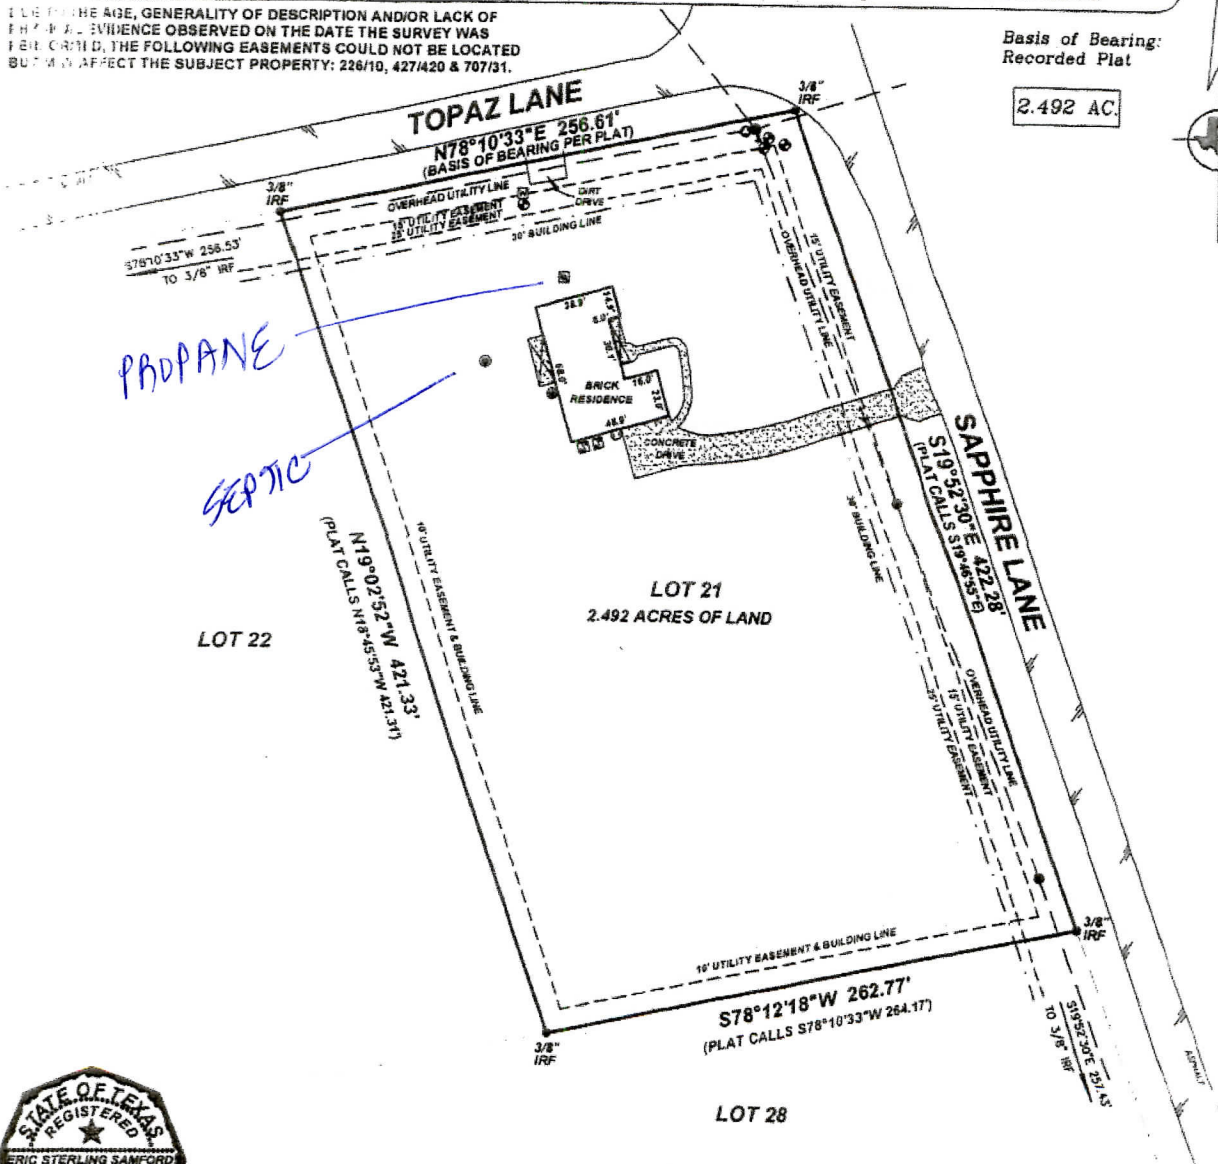 THE AGE, GENERALITY OF DESCRIPTION AND/OR LACK OF
EVIDENCE OBSERVED ON THE DATE THE SURVEY WAS
THE FOLLOWING EASEMENTS COULD NOT BE LOCATED
AFFECT THE SUBJECT PROPERTY: 226/10, 427/420 & 707/31.
Basis of Bearing:
Recorded Plat
2.492 AC.
TOPAZ LANE
N78°10'33"E 256.61'
(BASIS OF BEARING PER PLAT)
3/8"
IRF
3/8"
IRF
OVERHEAD UTILITY LINE
15' UTILITY EASEMENT
25' UTILITY EASEMENT
30' BUILDING LINE
DIRT
DRIVE
S78°10'33"W 256.53'
TO 3/8" IRF
OVERHEAD UTILITY LINE
15' UTILITY EASEMENT
PROPANE
SEPTIC
BRICK
RESIDENCE
16.0'
23.0'
CONCRETE
DRIVE
SAPPHIRE LANE
S19°52'30"E 422.28'
(PLAT CALLS S19°46'55"E)
30' BUILDING LINE
N19°02'52"W 421.33'
(PLAT CALLS N18°45'53"W 421.31')
10' UTILITY EASEMENT & BUILDING LINE
LOT 21
2.492 ACRES OF LAND
LOT 22
OVERHEAD UTILITY LINE
15' UTILITY EASEMENT
25' UTILITY EASEMENT
10' UTILITY EASEMENT & BUILDING LINE
S78°12'18"W 262.77'
(PLAT CALLS S78°10'33"W 264.17')
3/8"
IRF
3/8"
IRF
S19°52'30"E 257.43'
TO 3/8" IRF
ASPHALT
LOT 28
STATE OF TEXAS
REGISTERED
ERIC STERLING SAMFORD